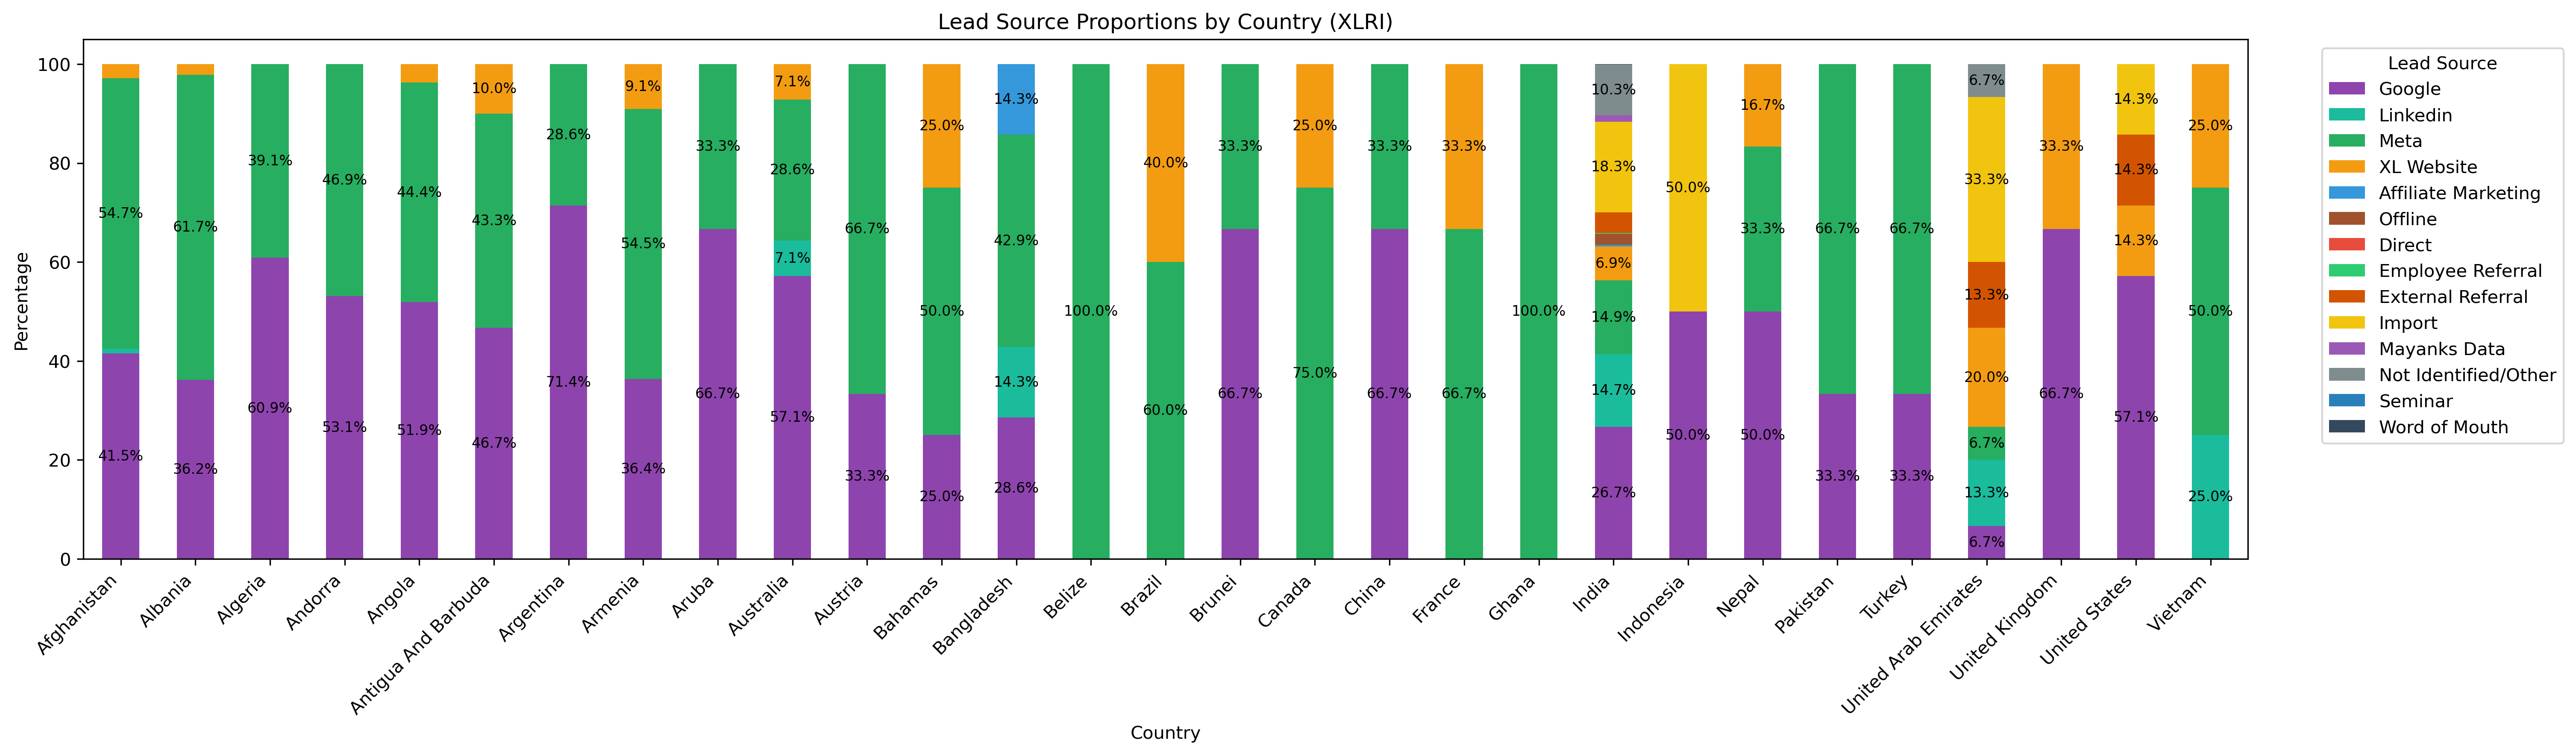 Lead Source Proportions by Country (XLRI)
Percentage
100
80
60
40
20
0
54.7%
41.5%
61.7%
36.2%
39.1%
60.9%
46.9%
53.1%
44.4%
51.9%
10.0%
43.3%
46.7%
28.6%
71.4%
9.1%
54.5%
36.4%
33.3%
66.7%
7.1%
28.6%
7.1%
57.1%
66.7%
33.3%
25.0%
50.0%
25.0%
14.3%
42.9%
14.3%
28.6%
100.0%
40.0%
60.0%
33.3%
66.7%
25.0%
75.0%
33.3%
66.7%
33.3%
66.7%
100.0%
10.3%
18.3%
6.9%
14.9%
14.7%
26.7%
50.0%
50.0%
16.7%
33.3%
50.0%
66.7%
33.3%
66.7%
33.3%
6.7%
33.3%
13.3%
20.0%
6.7%
13.3%
6.7%
33.3%
66.7%
14.3%
14.3%
14.3%
57.1%
25.0%
50.0%
25.0%
Afghanistan
Albania
Algeria
Andorra
Angola
Antigua And Barbuda
Argentina
Armenia
Aruba
Australia
Austria
Bahamas
Bangladesh
Belize
Brazil
Brunei
Canada
China
France
Ghana
India
Indonesia
Nepal
Pakistan
Turkey
United Arab Emirates
United Kingdom
United States
Vietnam
Country
Lead Source
Google
Linkedin
Meta
XL Website
Affiliate Marketing
Offline
Direct
Employee Referral
External Referral
Import
Mayanks Data
Not Identified/Other
Seminar
Word of Mouth